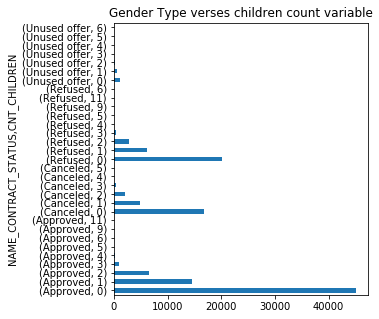 Gender Type verses children count variable
NAME_CONTRACT_STATUS,CNT_CHILDREN
(Unused offer, 6)
(Unused offer, 5)
(Unused offer, 4)
(Unused offer, 3)
(Unused offer, 2)
(Unused offer, 1)
(Unused offer, 0)
(Refused, 6)
(Refused, 11)
(Refused, 9)
(Refused, 5)
(Refused, 4)
(Refused, 3)
(Refused, 2)
(Refused, 1)
(Refused, 0)
(Canceled, 5)
(Canceled, 4)
(Canceled, 3)
(Canceled, 2)
(Canceled, 1)
(Canceled, 0)
(Approved, 11)
(Approved, 9)
(Approved, 6)
(Approved, 5)
(Approved, 4)
(Approved, 3)
(Approved, 2)
(Approved, 1)
(Approved, 0)
0 10000 20000 30000 40000